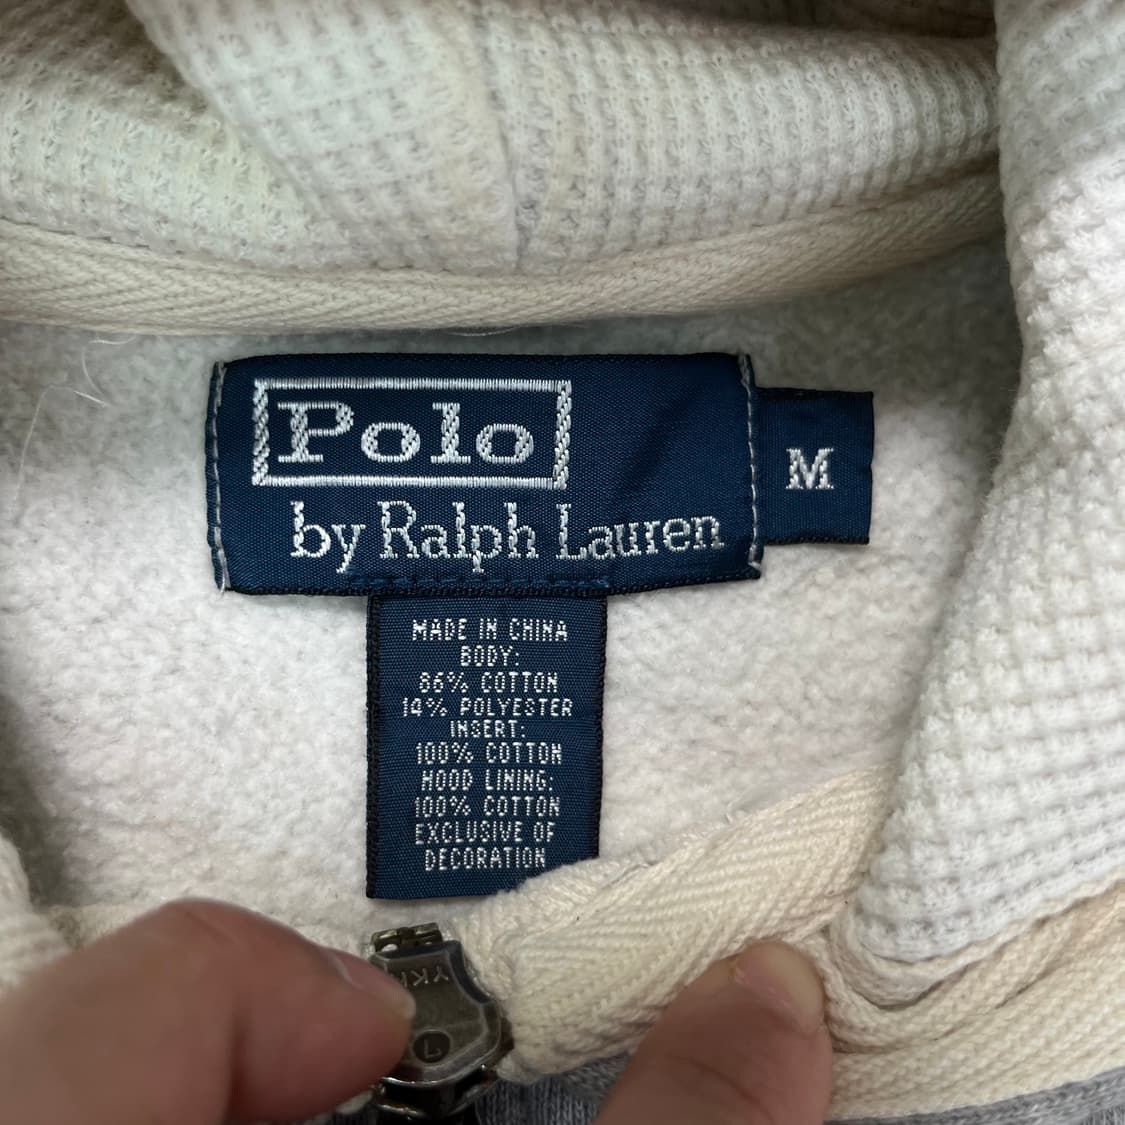 Polo
by Ralph Lauren
M
MADE IN CHINA
BODY:
86% COTTON
14% POLYESTER
INSERT:
100% COTTON
HOOD LINING:
100% COTTON
EXCLUSIVE OF
DECORATION
YKK